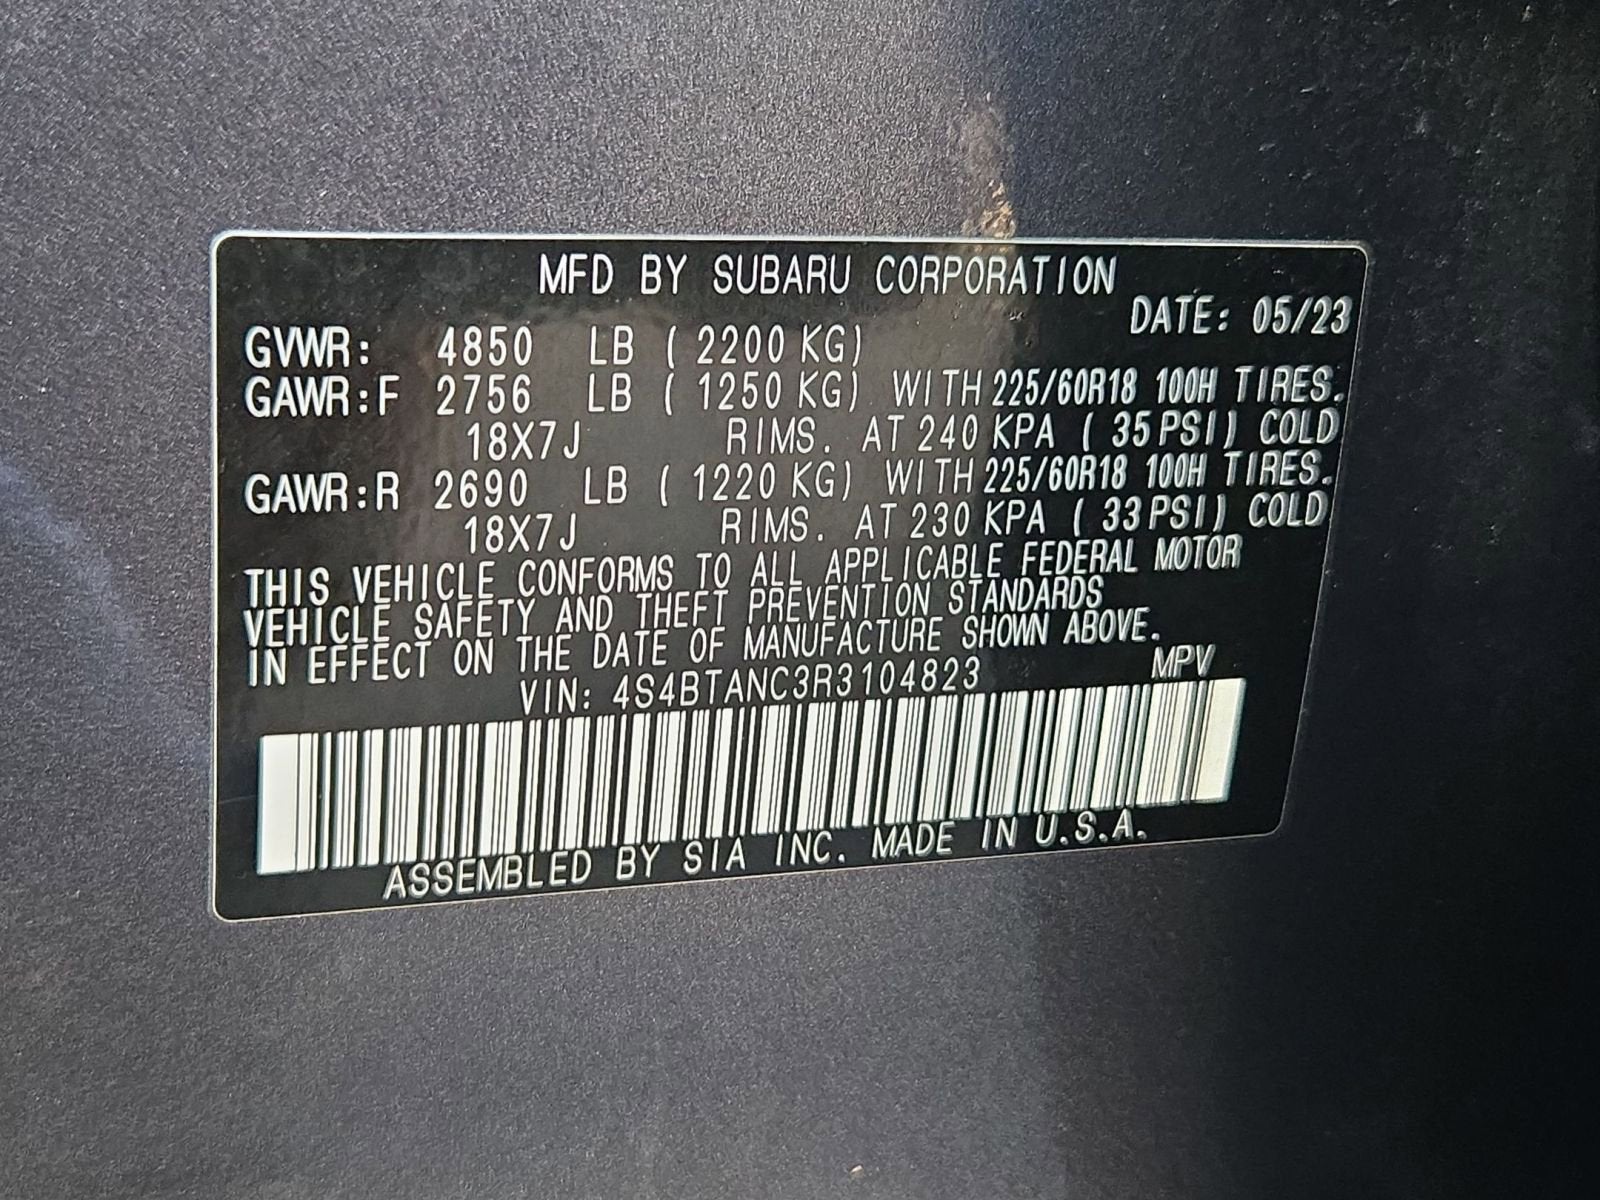 MFD BY SUBARU CORPORATION
DATE: 05/23
GVWR: 4850 LB ( 2200 KG)
GAWR:F 2756 LB ( 1250 KG) WITH 225/60R18 100H TIRES.
18X7J RIMS. AT 240 KPA ( 35 PSI) COLD
GAWR:R 2690 LB ( 1220 KG) WITH 225/60R18 100H TIRES.
18X7J RIMS. AT 230 KPA ( 33 PSI) COLD
THIS VEHICLE CONFORMS TO ALL APPLICABLE FEDERAL MOTOR
VEHICLE SAFETY AND THEFT PREVENTION STANDARDS
IN EFFECT ON THE DATE OF MANUFACTURE SHOWN ABOVE.
VIN: 4S4BTANC3R3104823 MPV
ASSEMBLED BY SIA INC. MADE IN U.S.A.